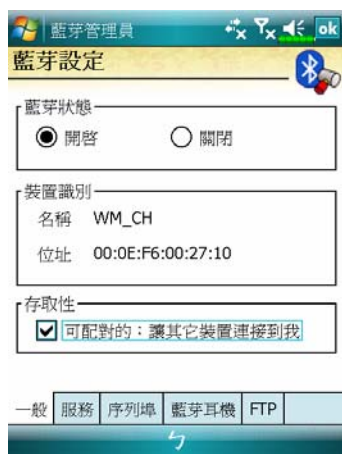 藍芽管理員 ok
藍芽設定
藍芽狀態
開啓 關閉
裝置識別
名稱 WM_CH
位址 00:0E:F6:00:27:10
存取性
可配對的：讓其它裝置連接到我
一般 服務 序列埠 藍芽耳機 FTP
ㄅ